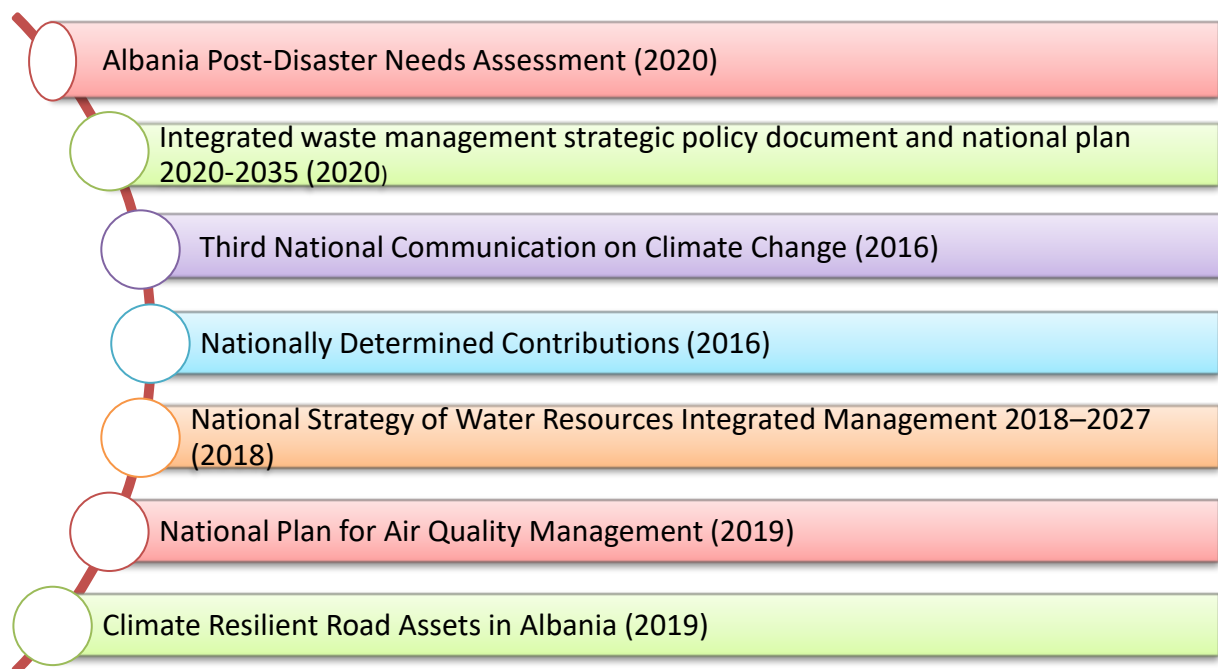 Albania Post-Disaster Needs Assessment (2020)
Integrated waste management strategic policy document and national plan
2020-2035 (2020)
Third National Communication on Climate Change (2016)
Nationally Determined Contributions (2016)
National Strategy of Water Resources Integrated Management 2018–2027
(2018)
National Plan for Air Quality Management (2019)
Climate Resilient Road Assets in Albania (2019)